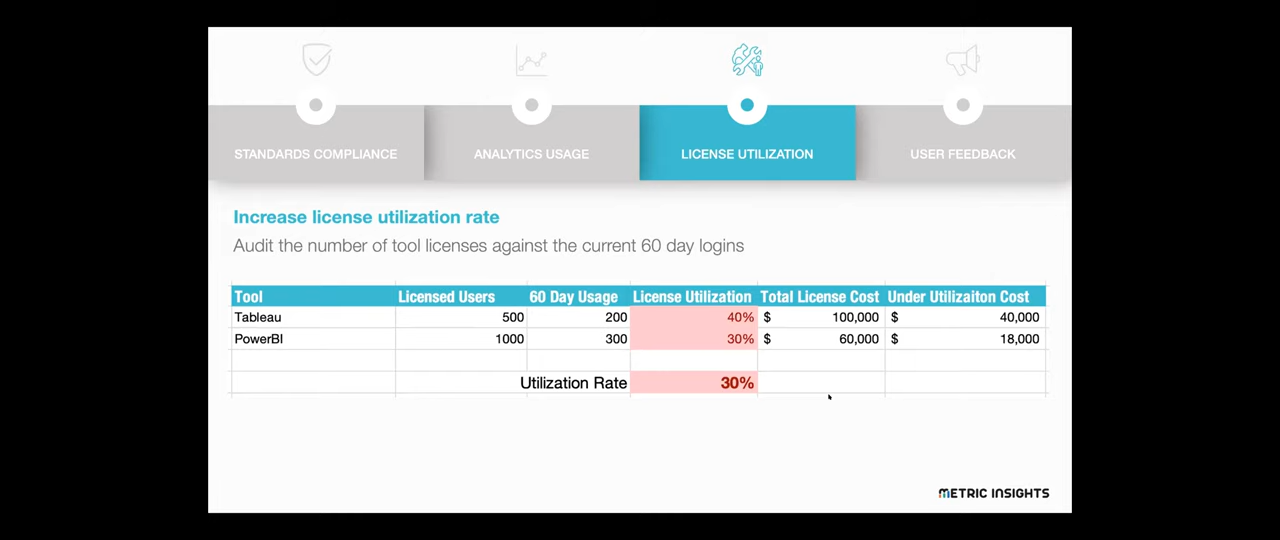 STANDARDS COMPLIANCE
ANALYTICS USAGE
LICENSE UTILIZATION
USER FEEDBACK
Increase license utilization rate
Audit the number of tool licenses against the current 60 day logins
Tool Licensed Users 60 Day Usage License Utilization Total License Cost Under Utilizaiton Cost
Tableau 500 200 40% $ 100,000 $ 40,000
PowerBI 1000 300 30% $ 60,000 $ 18,000
Utilization Rate 30%
METRIC INSIGHTS